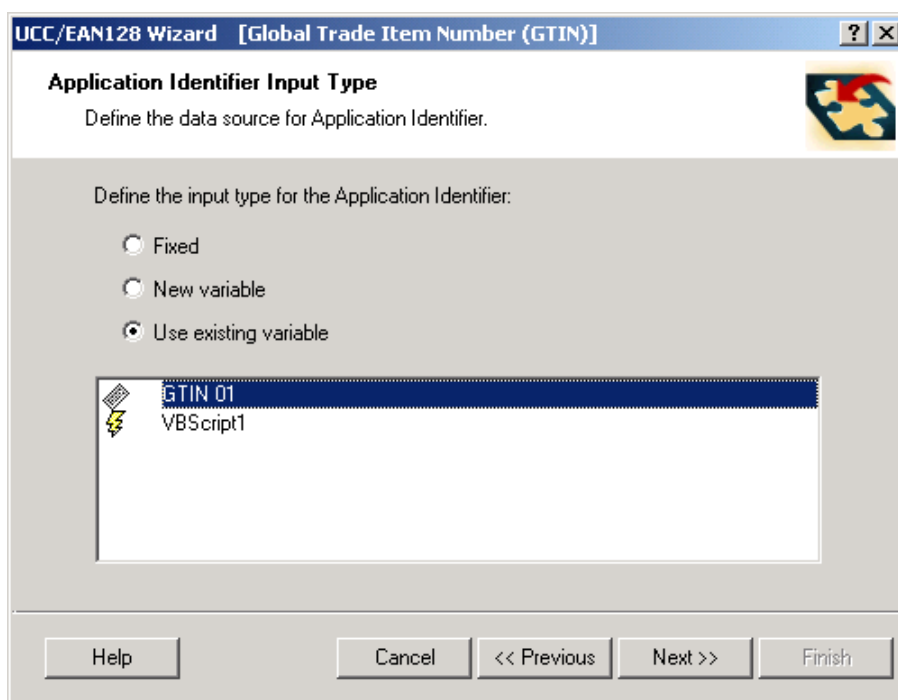 UCC/EAN128 Wizard [Global Trade Item Number (GTIN)]
Application Identifier Input Type
Define the data source for Application Identifier.
Define the input type for the Application Identifier:
Fixed
New variable
Use existing variable
GTIN 01
VBScript1
Help Cancel << Previous Next >> Finish